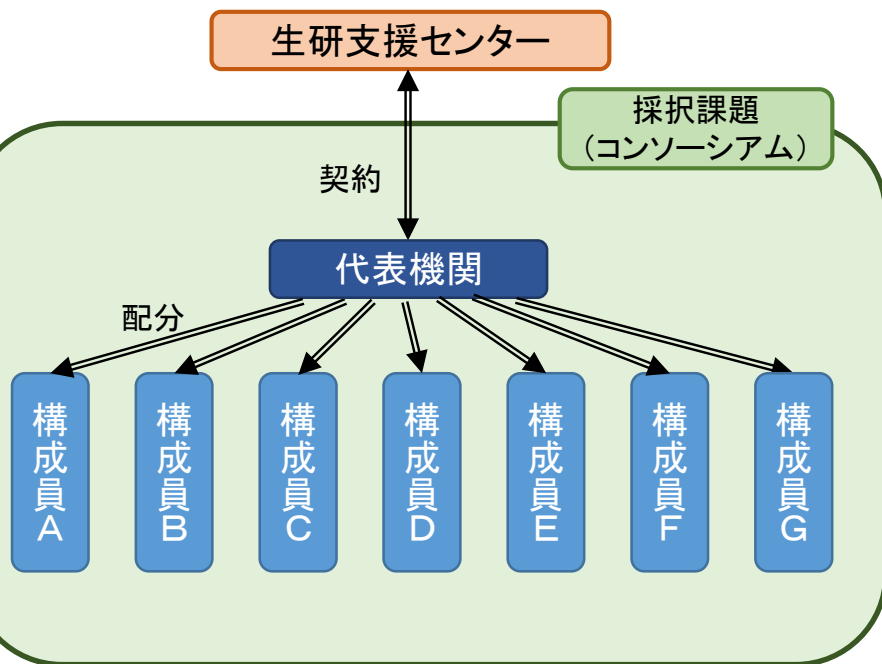 生研支援センター
採択課題
（コンソーシアム）
契約
代表機関
配分
構成員Ａ
構成員Ｂ
構成員Ｃ
構成員Ｄ
構成員Ｅ
構成員Ｆ
構成員Ｇ